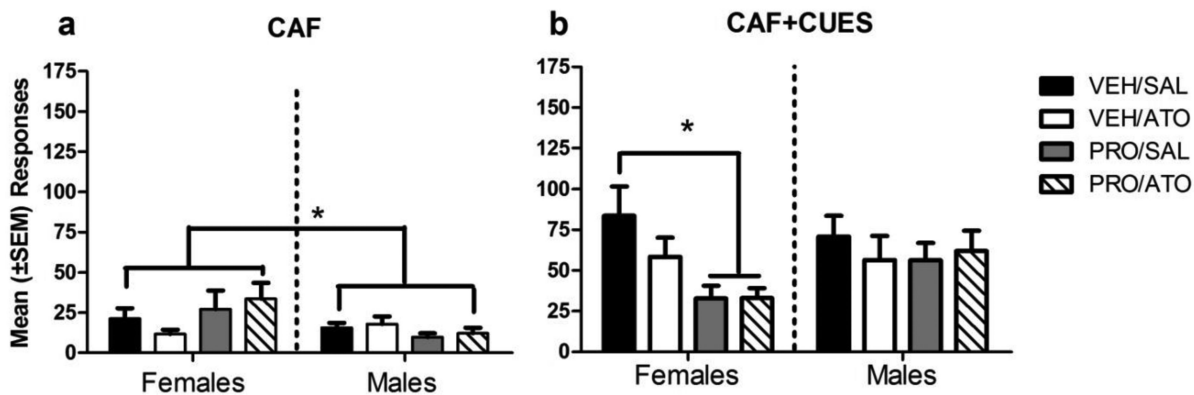 a
CAF
Mean (±SEM) Responses
175
150
125
100
75
50
25
0
*
Females
Males
b
CAF+CUES
175
150
125
100
75
50
25
0
*
Females
Males
VEH/SAL
VEH/ATO
PRO/SAL
PRO/ATO